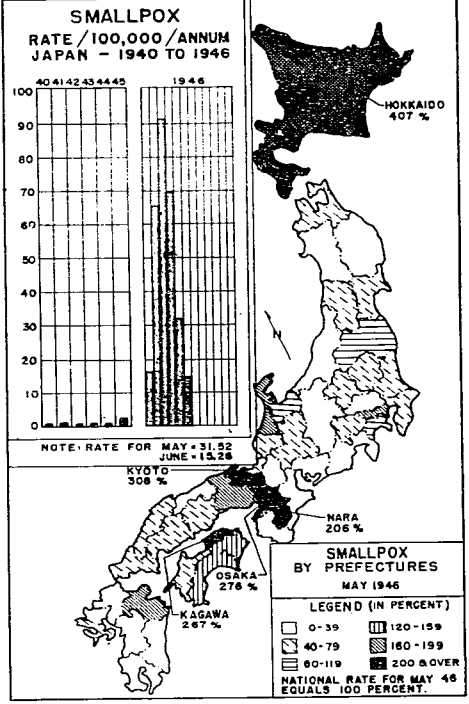 SMALLPOX
RATE/100,000/ANNUM
JAPAN - 1940 TO 1946
40 41 42 43 44 45
1946
100
90
80
70
60
50
40
30
20
10
0
NOTE: RATE FOR MAY = 31.52
JUNE = 15.26
HOKKAIDO
407 %
N
KYOTO
308 %
NARA
206 %
OSAKA
276 %
KAGAWA
267 %
SMALLPOX
BY PREFECTURES
MAY 1946
LEGEND (IN PERCENT)
0-39
120-159
40-79
160-199
80-119
200 & OVER
NATIONAL RATE FOR MAY 46
EQUALS 100 PERCENT.